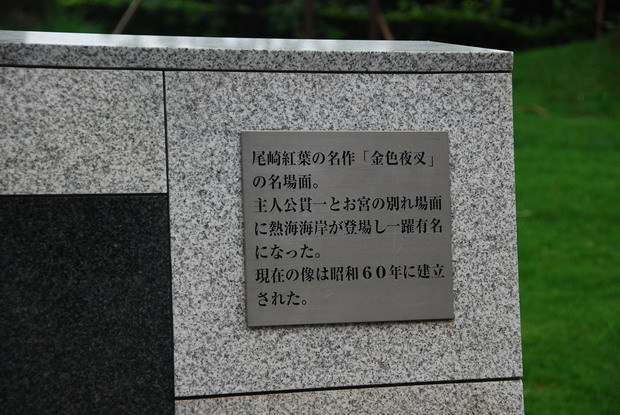 尾崎紅葉の名作「金色夜叉」
の名場面。
主人公貫一とお宮の別れ場面
に熱海海岸が登場し一躍有名
になった。
現在の像は昭和６０年に建立
された。